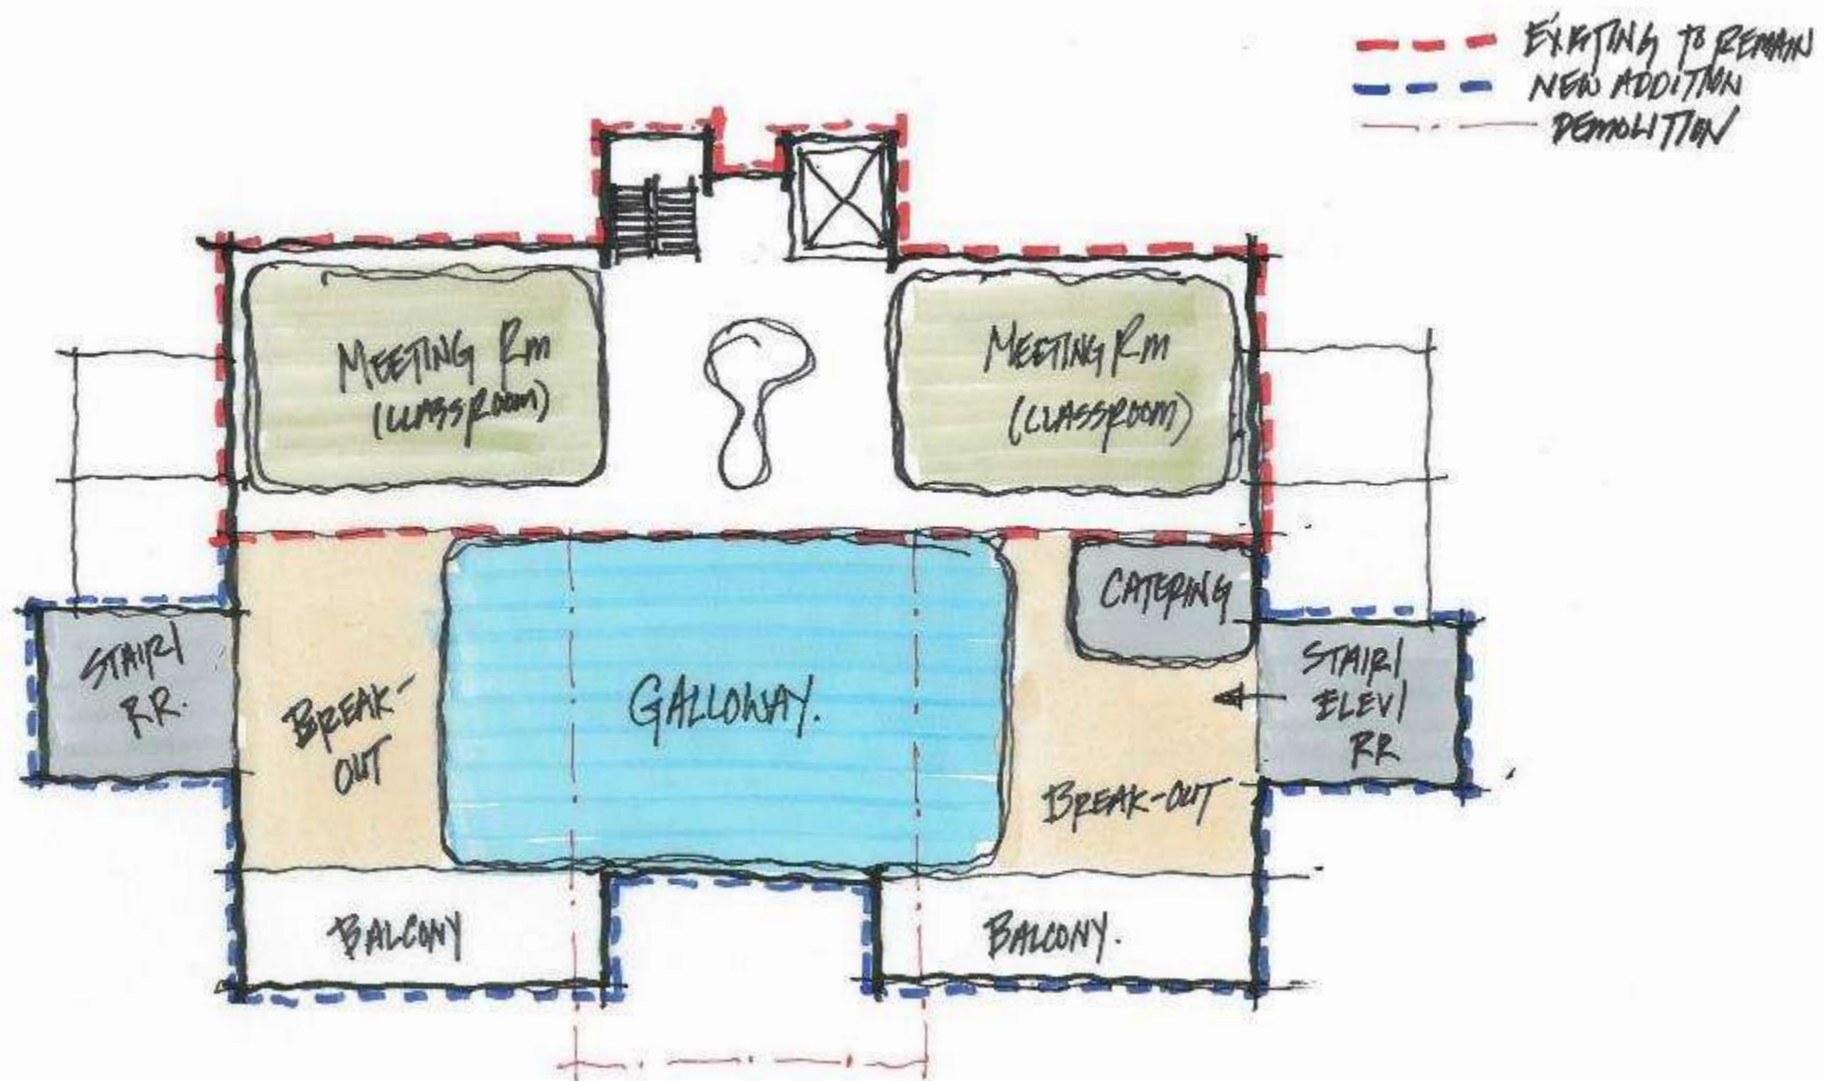 EXISTING TO REMAIN
NEW ADDITION
DEMOLITION
MEETING RM
(CLASSROOM)
MEETING RM
(CLASSROOM)
CATERING
STAIR/
RR.
BREAK-
OUT
GALLOWAY.
STAIR/
ELEV/
RR
BREAK-OUT
BALCONY
BALCONY.